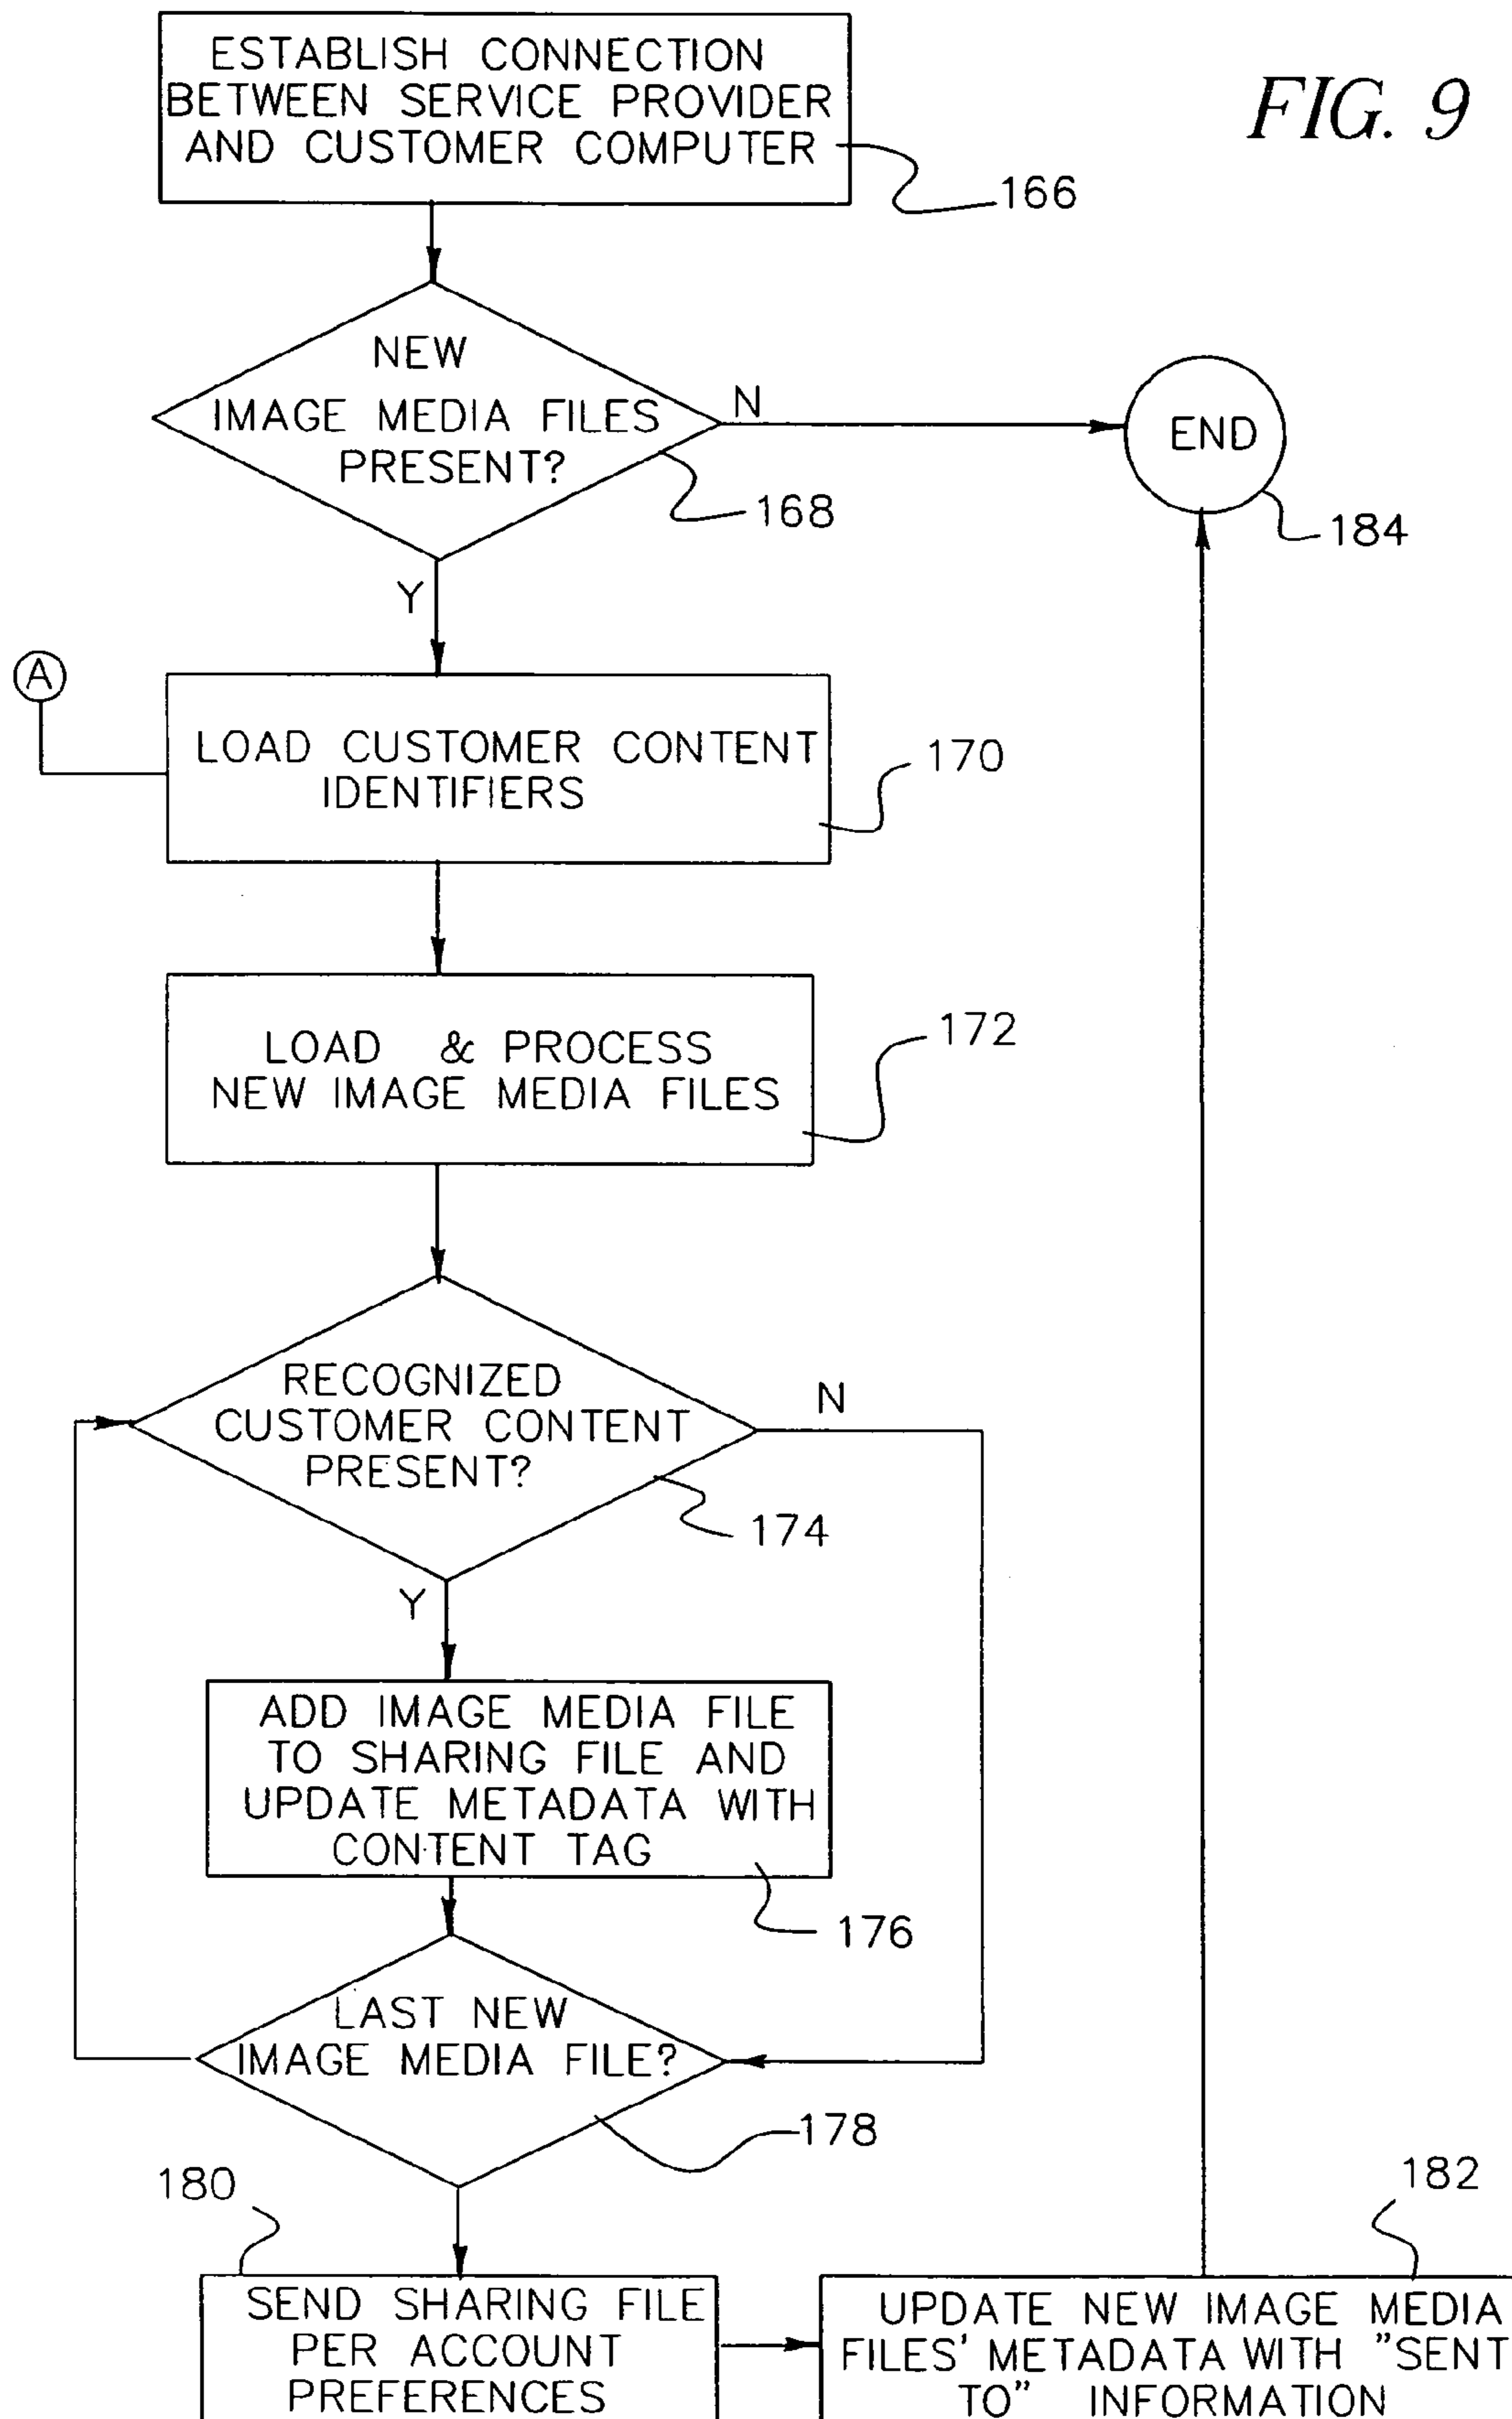 FIG. 9
ESTABLISH CONNECTION
BETWEEN SERVICE PROVIDER
AND CUSTOMER COMPUTER
166
NEW
IMAGE MEDIA FILES
PRESENT?
N
168
END
184
Y
A
LOAD CUSTOMER CONTENT
IDENTIFIERS
170
LOAD & PROCESS
NEW IMAGE MEDIA FILES
172
RECOGNIZED
CUSTOMER CONTENT
PRESENT?
N
174
Y
ADD IMAGE MEDIA FILE
TO SHARING FILE AND
UPDATE METADATA WITH
CONTENT TAG
176
LAST NEW
IMAGE MEDIA FILE?
178
180
SEND SHARING FILE
PER ACCOUNT
PREFERENCES
182
UPDATE NEW IMAGE MEDIA
FILES' METADATA WITH "SENT
TO" INFORMATION